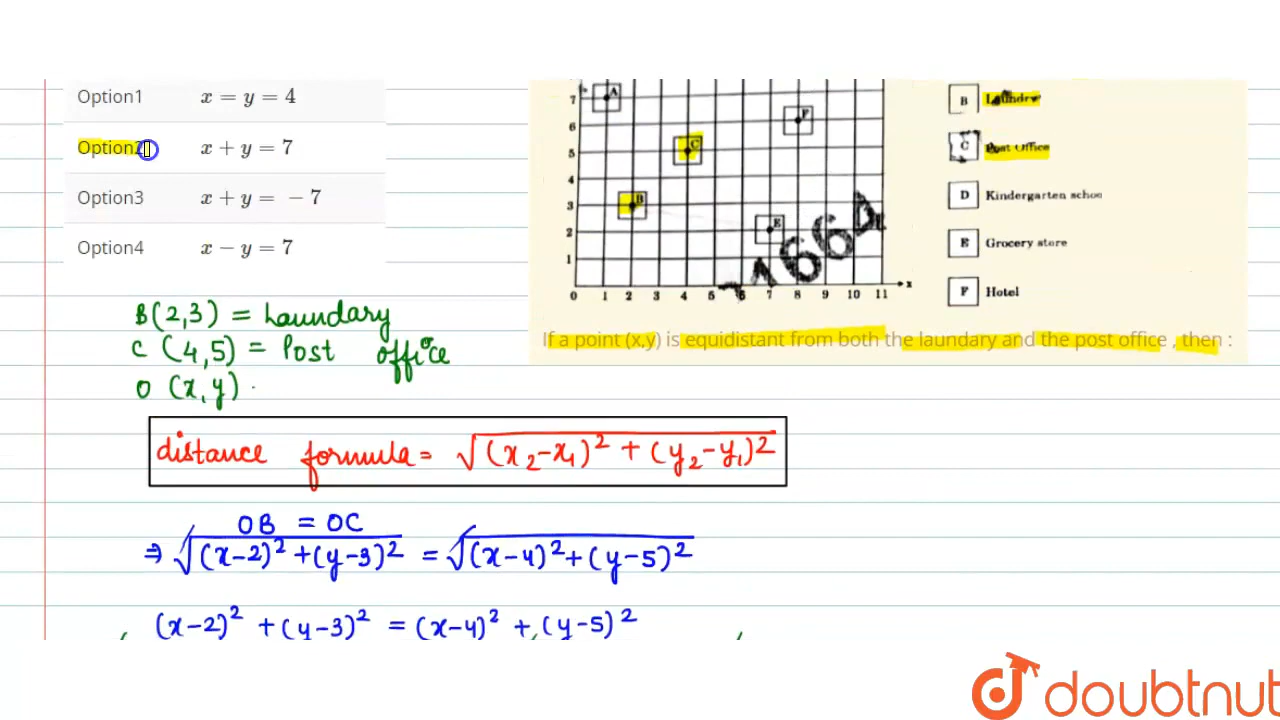 Option1 x = y = 4
Option2 x + y = 7
Option3 x + y = − 7
Option4 x − y = 7
7 A
6 F
5 C
4
3 B
2 E
1
0 1 2 3 4 5 6 7 8 9 10 11 x
B
C Post Office
D Kindergarten schoo
E Grocery store
F Hotel
1664
If a point (x,y) is equidistant from both the laundary and the post office , then :
B(2,3) = Laundary
C (4,5) = Post office
O (x,y)
distance formula = √(x₂-x₁)² + (y₂-y₁)²
OB = OC
⇒ √(x-2)² + (y-3)² = √(x-4)² + (y-5)²
(x-2)² + (y-3)² = (x-4)² + (y-5)²
doubtnut